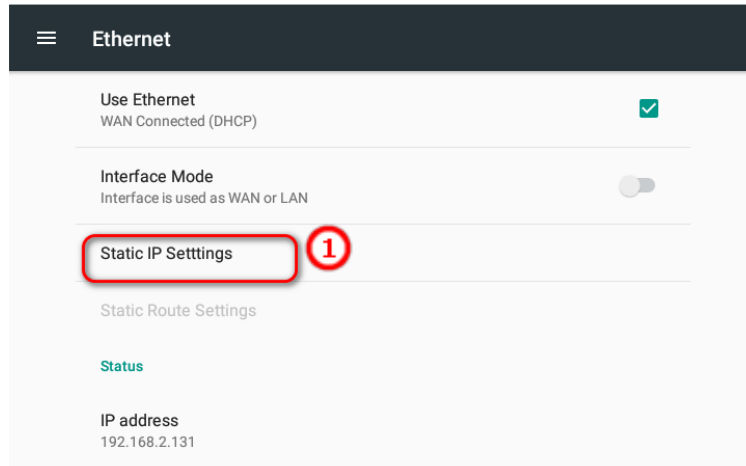 Ethernet
Use Ethernet
WAN Connected (DHCP)
Interface Mode
Interface is used as WAN or LAN
Static IP Setttings
1
Static Route Settings
Status
IP address
192.168.2.131